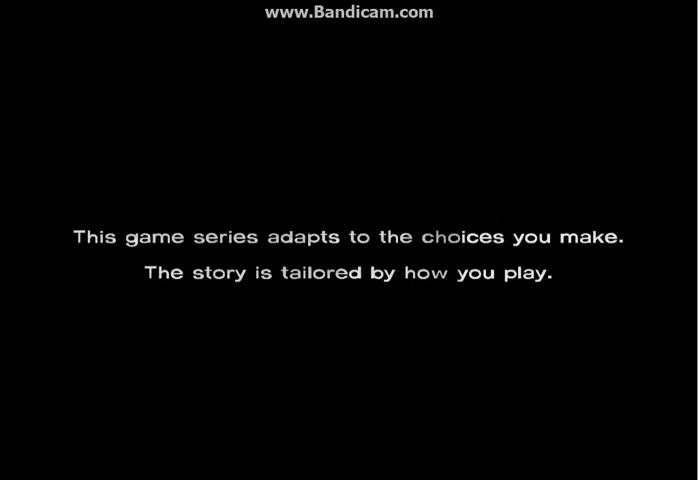 www.Bandicam.com
This game series adapts to the choices you make.
The story is tailored by how you play.